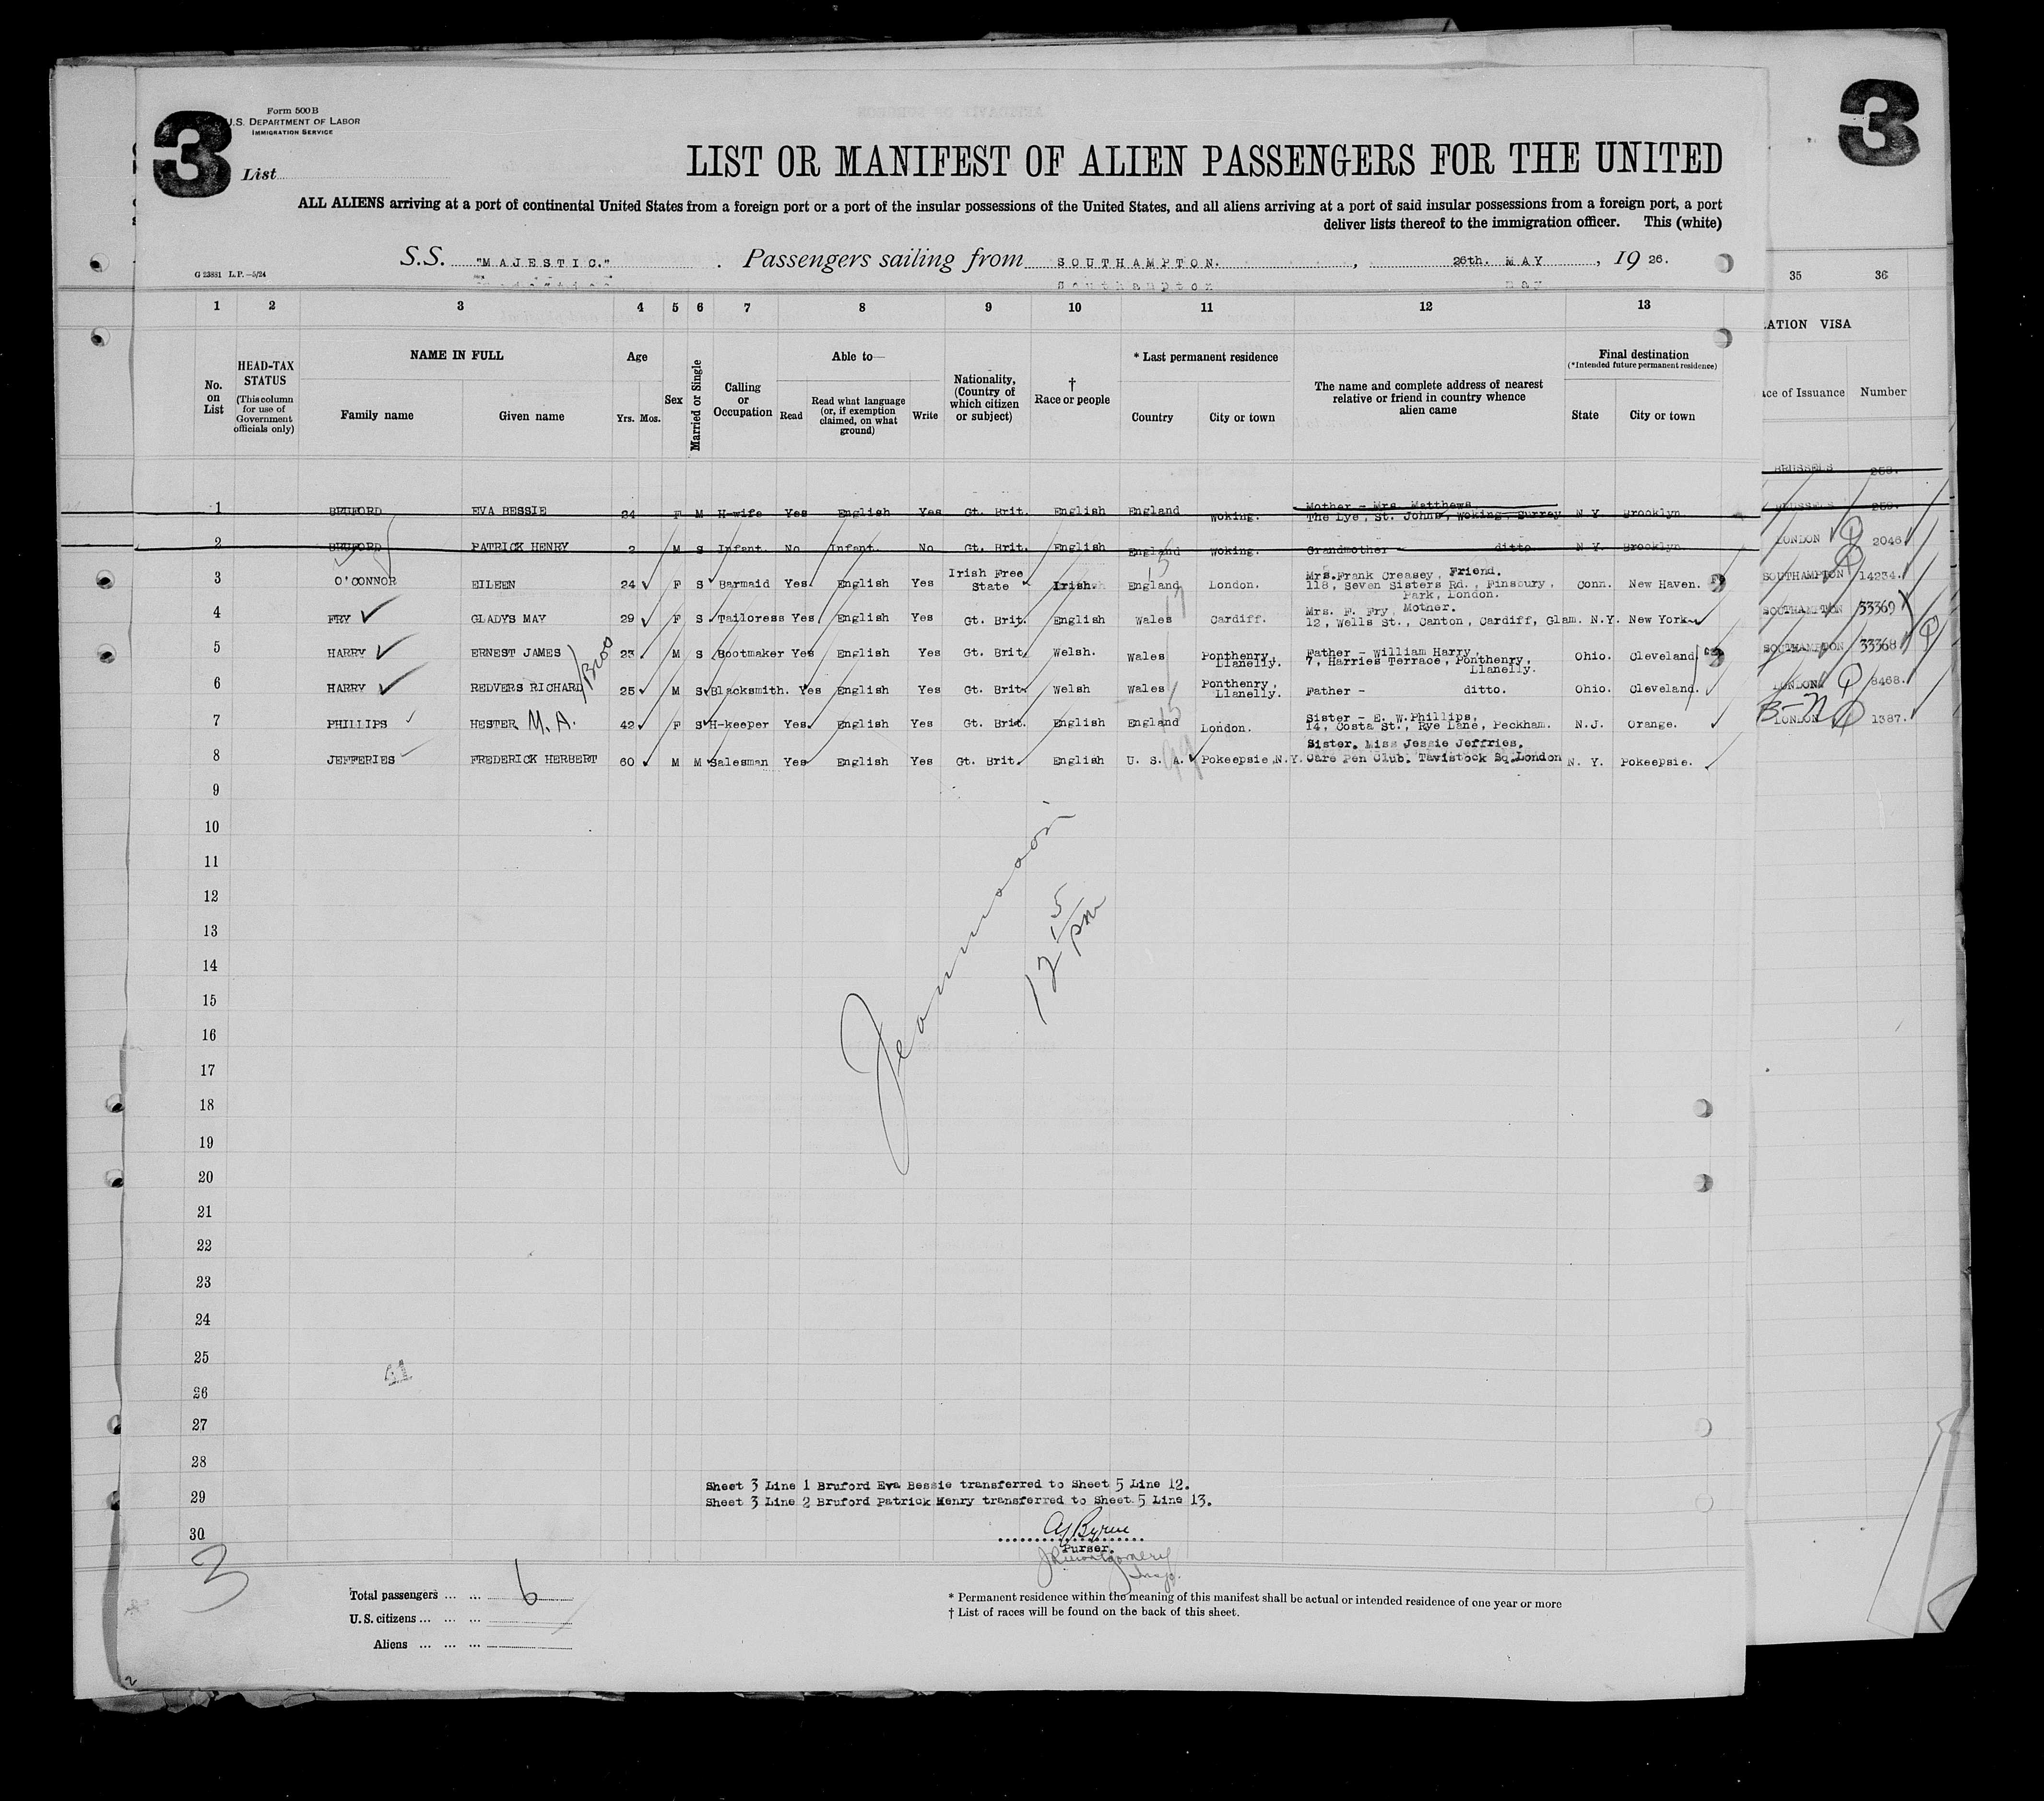 3
3
Form 500B
U.S. DEPARTMENT OF LABOR
IMMIGRATION SERVICE
List
LIST OR MANIFEST OF ALIEN PASSENGERS FOR THE UNITED
ALL ALIENS arriving at a port of continental United States from a foreign port or a port of the insular possessions of the United States, and all aliens arriving at a port of said insular possessions from a foreign port, a port
deliver lists thereof to the immigration officer. This (white)
S.S. "MAJESTIC." Passengers sailing from SOUTHAMPTON. , 26th. MAY , 19 26.
Southampton May
G 23881 L.P.—5/24
1 2 3 4 5 6 7 8 9 10 11 12 13 35 36
No. on List
HEAD-TAX STATUS (This column for use of Government officials only)
NAME IN FULL
Family name
Given name
Age
Yrs. Mos.
Sex
Married or Single
Calling or Occupation
Able to—
Read
Read what language (or, if exemption claimed, on what ground)
Write
Nationality, (Country of which citizen or subject)
† Race or people
* Last permanent residence
Country
City or town
The name and complete address of nearest relative or friend in country whence alien came
Final destination
(*Intended future permanent residence)
State
City or town
ATION VISA
ace of Issuance
Number
BRUSSELS 258.
1 BRUFORD EVA BESSIE 24 F M H-wife Yes English Yes Gt. Brit. English England Woking. Mother - Mrs. Matthews
The Lye, St. Johns, Woking, Surrey N.Y. Brooklyn. BRUSSELS 259.
2 BRUFORD PATRICK HENRY 2 M S Infant. No Infant. No Gt. Brit. English England Woking. Grandmother - ditto N.Y. Brooklyn. LONDON 2046
3 O'CONNOR EILEEN 24 F S Barmaid Yes. English Yes Irish Free State Irish. England London. Mrs. Frank Creasey, Friend.
118, Seven Sisters Rd., Finsbury,
Park, London. Conn. New Haven. SOUTHAMPTON 14234.
4 FRY GLADYS MAY 29 F S Tailoress Yes English Yes Gt. Brit. English Wales Cardiff. Mrs. F. Fry, Mother.
12, Wells St., Canton, Cardiff, Glam. N.Y. New York SOUTHAMPTON 33369
5 HARRY ERNEST JAMES 23 M S Bootmaker Yes English Yes Gt. Brit. Welsh. Wales Ponthenry, Llanelly. Father - William Harry,
7, Harries Terrace, Ponthenry,
Llanelly. Ohio. Cleveland SOUTHAMPTON 33368
Bros
6 HARRY REDVERS RICHARD 25 M S Blacksmith. Yes English Yes Gt. Brit. Welsh Wales Ponthenry, Llanelly. Father - ditto. Ohio. Cleveland. LONDON 8468.
7 PHILLIPS HESTER M.A. 42 F S H-keeper Yes. English Yes Gt. Brit. English England London. Sister - E. W. Phillips,
14, Costa St., Rye Lane, Peckham. N.J. Orange. LONDON 1387.
8 JEFFERIES FREDERICK HERBERT 60 M M Salesman Yes English Yes Gt. Brit. English U. S. A. Pokeepsie N.Y. Sister. Miss Jessie Jeffries.
Care Pen Club. Tavistock Sq. London N. Y. Pokeepsie.
9
10
11
12
13
14
15
16
17
18
19
20
21
22
23
24
25
26
27
28
29
30
12 15/pm
Sheet 3 Line 1 Bruford Eva Bessie transferred to Sheet 5 Line 12.
Sheet 3 Line 2 Bruford Patrick Henry transferred to Sheet 5 Line 13.
Purser.
3
Total passengers ... ... 6
U.S. citizens ... ... ...
Aliens ... ... ...
* Permanent residence within the meaning of this manifest shall be actual or intended residence of one year or more
† List of races will be found on the back of this sheet.